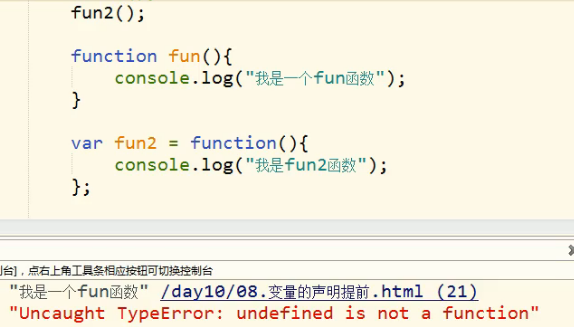 fun2();
function fun(){
console.log("我是一个fun函数");
}
var fun2 = function(){
console.log("我是fun2函数");
};
台]，点右上角工具条相应按钮可切换控制台
"我是一个fun函数" /day10/08.变量的声明提前.html (21)
"Uncaught TypeError: undefined is not a function"